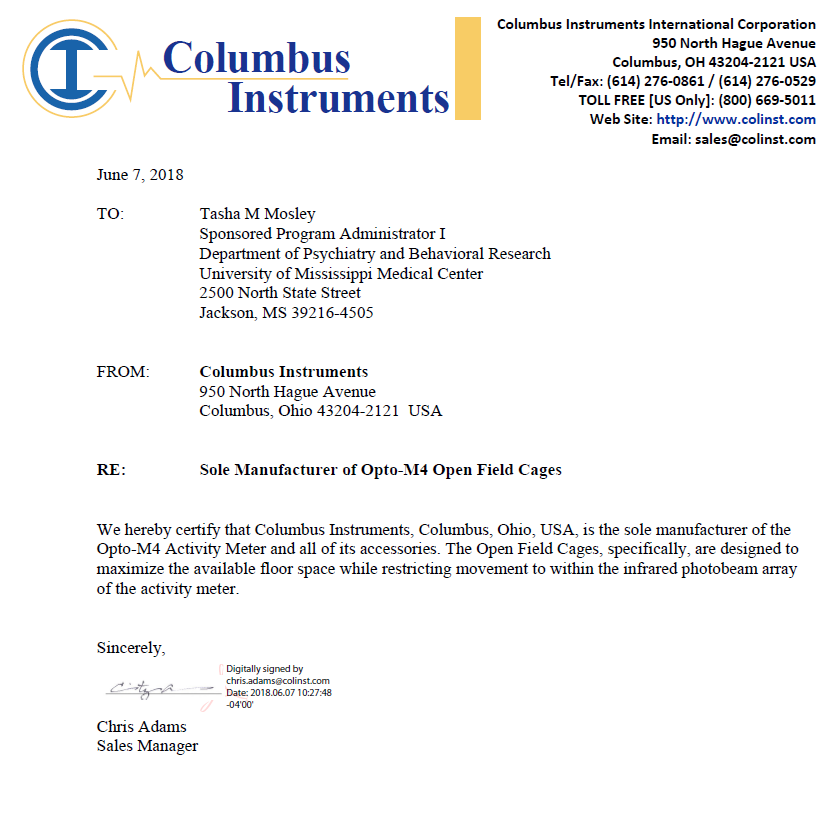 Columbus
Instruments
Columbus Instruments International Corporation
950 North Hague Avenue
Columbus, OH 43204-2121 USA
Tel/Fax: (614) 276-0861 / (614) 276-0529
TOLL FREE [US Only]: (800) 669-5011
Web Site: http://www.colinst.com
Email: sales@colinst.com
June 7, 2018
TO: Tasha M Mosley
Sponsored Program Administrator I
Department of Psychiatry and Behavioral Research
University of Mississippi Medical Center
2500 North State Street
Jackson, MS 39216-4505
FROM: Columbus Instruments
950 North Hague Avenue
Columbus, Ohio 43204-2121 USA
RE: Sole Manufacturer of Opto-M4 Open Field Cages
We hereby certify that Columbus Instruments, Columbus, Ohio, USA, is the sole manufacturer of the
Opto-M4 Activity Meter and all of its accessories. The Open Field Cages, specifically, are designed to
maximize the available floor space while restricting movement to within the infrared photobeam array
of the activity meter.
Sincerely,
Digitally signed by
chris.adams@colinst.com
Date: 2018.06.07 10:27:48
-04'00'
Chris Adams
Sales Manager